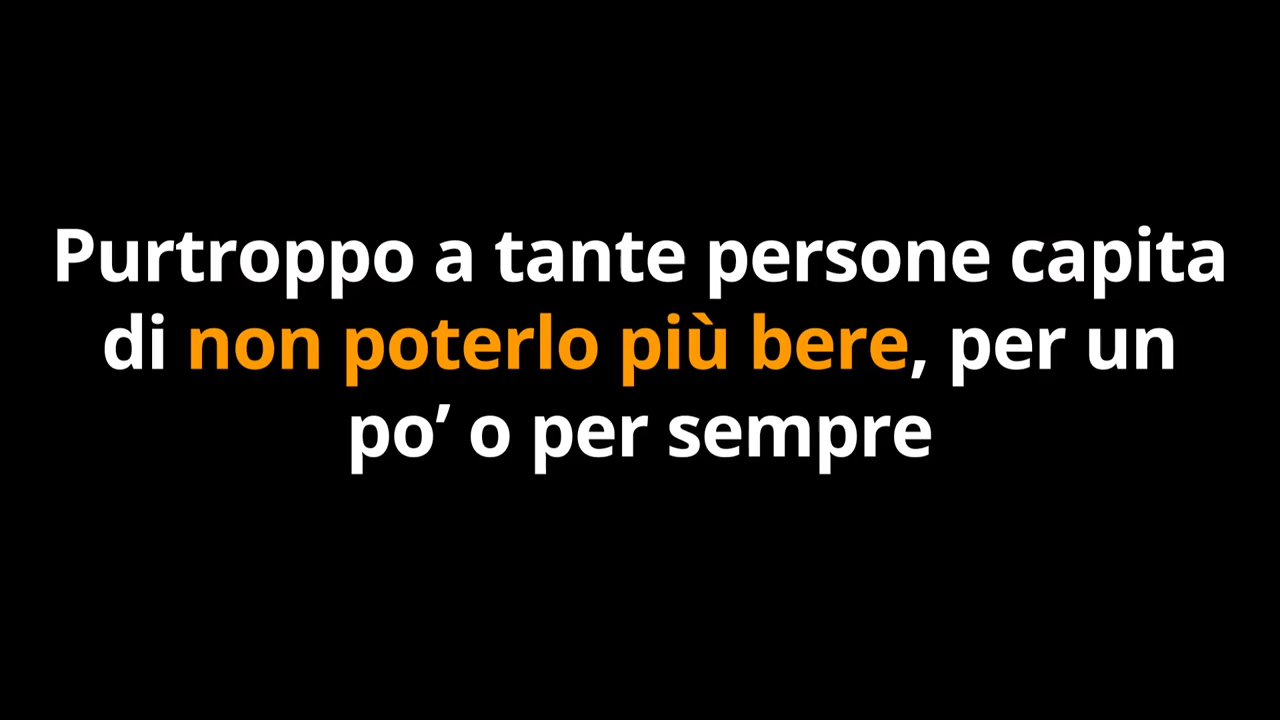 Purtroppo a tante persone capita
di non poterlo più bere, per un
po’ o per sempre